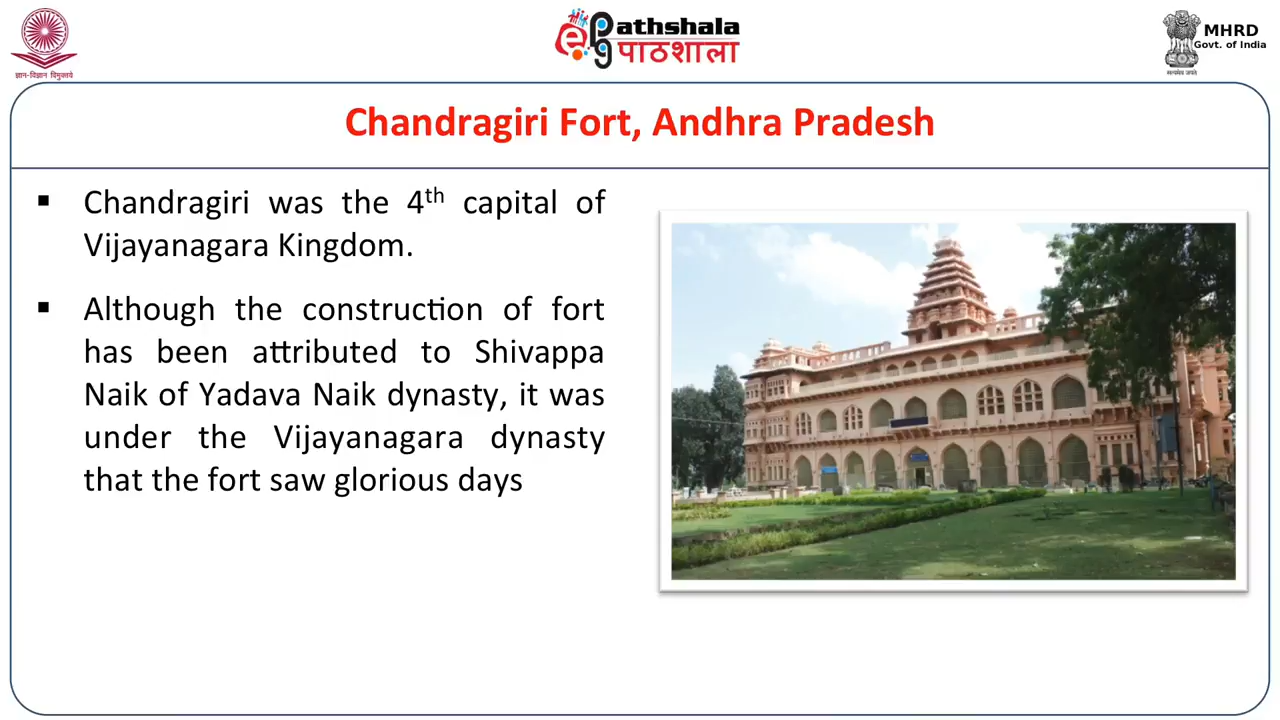 ज्ञान-विज्ञान विमुक्तये
ePathshala
पाठशाला
MHRD
Govt. of India
सत्यमेव जयते
Chandragiri Fort, Andhra Pradesh
▪ Chandragiri was the 4th capital of
Vijayanagara Kingdom.
▪ Although the construction of fort
has been attributed to Shivappa
Naik of Yadava Naik dynasty, it was
under the Vijayanagara dynasty
that the fort saw glorious days